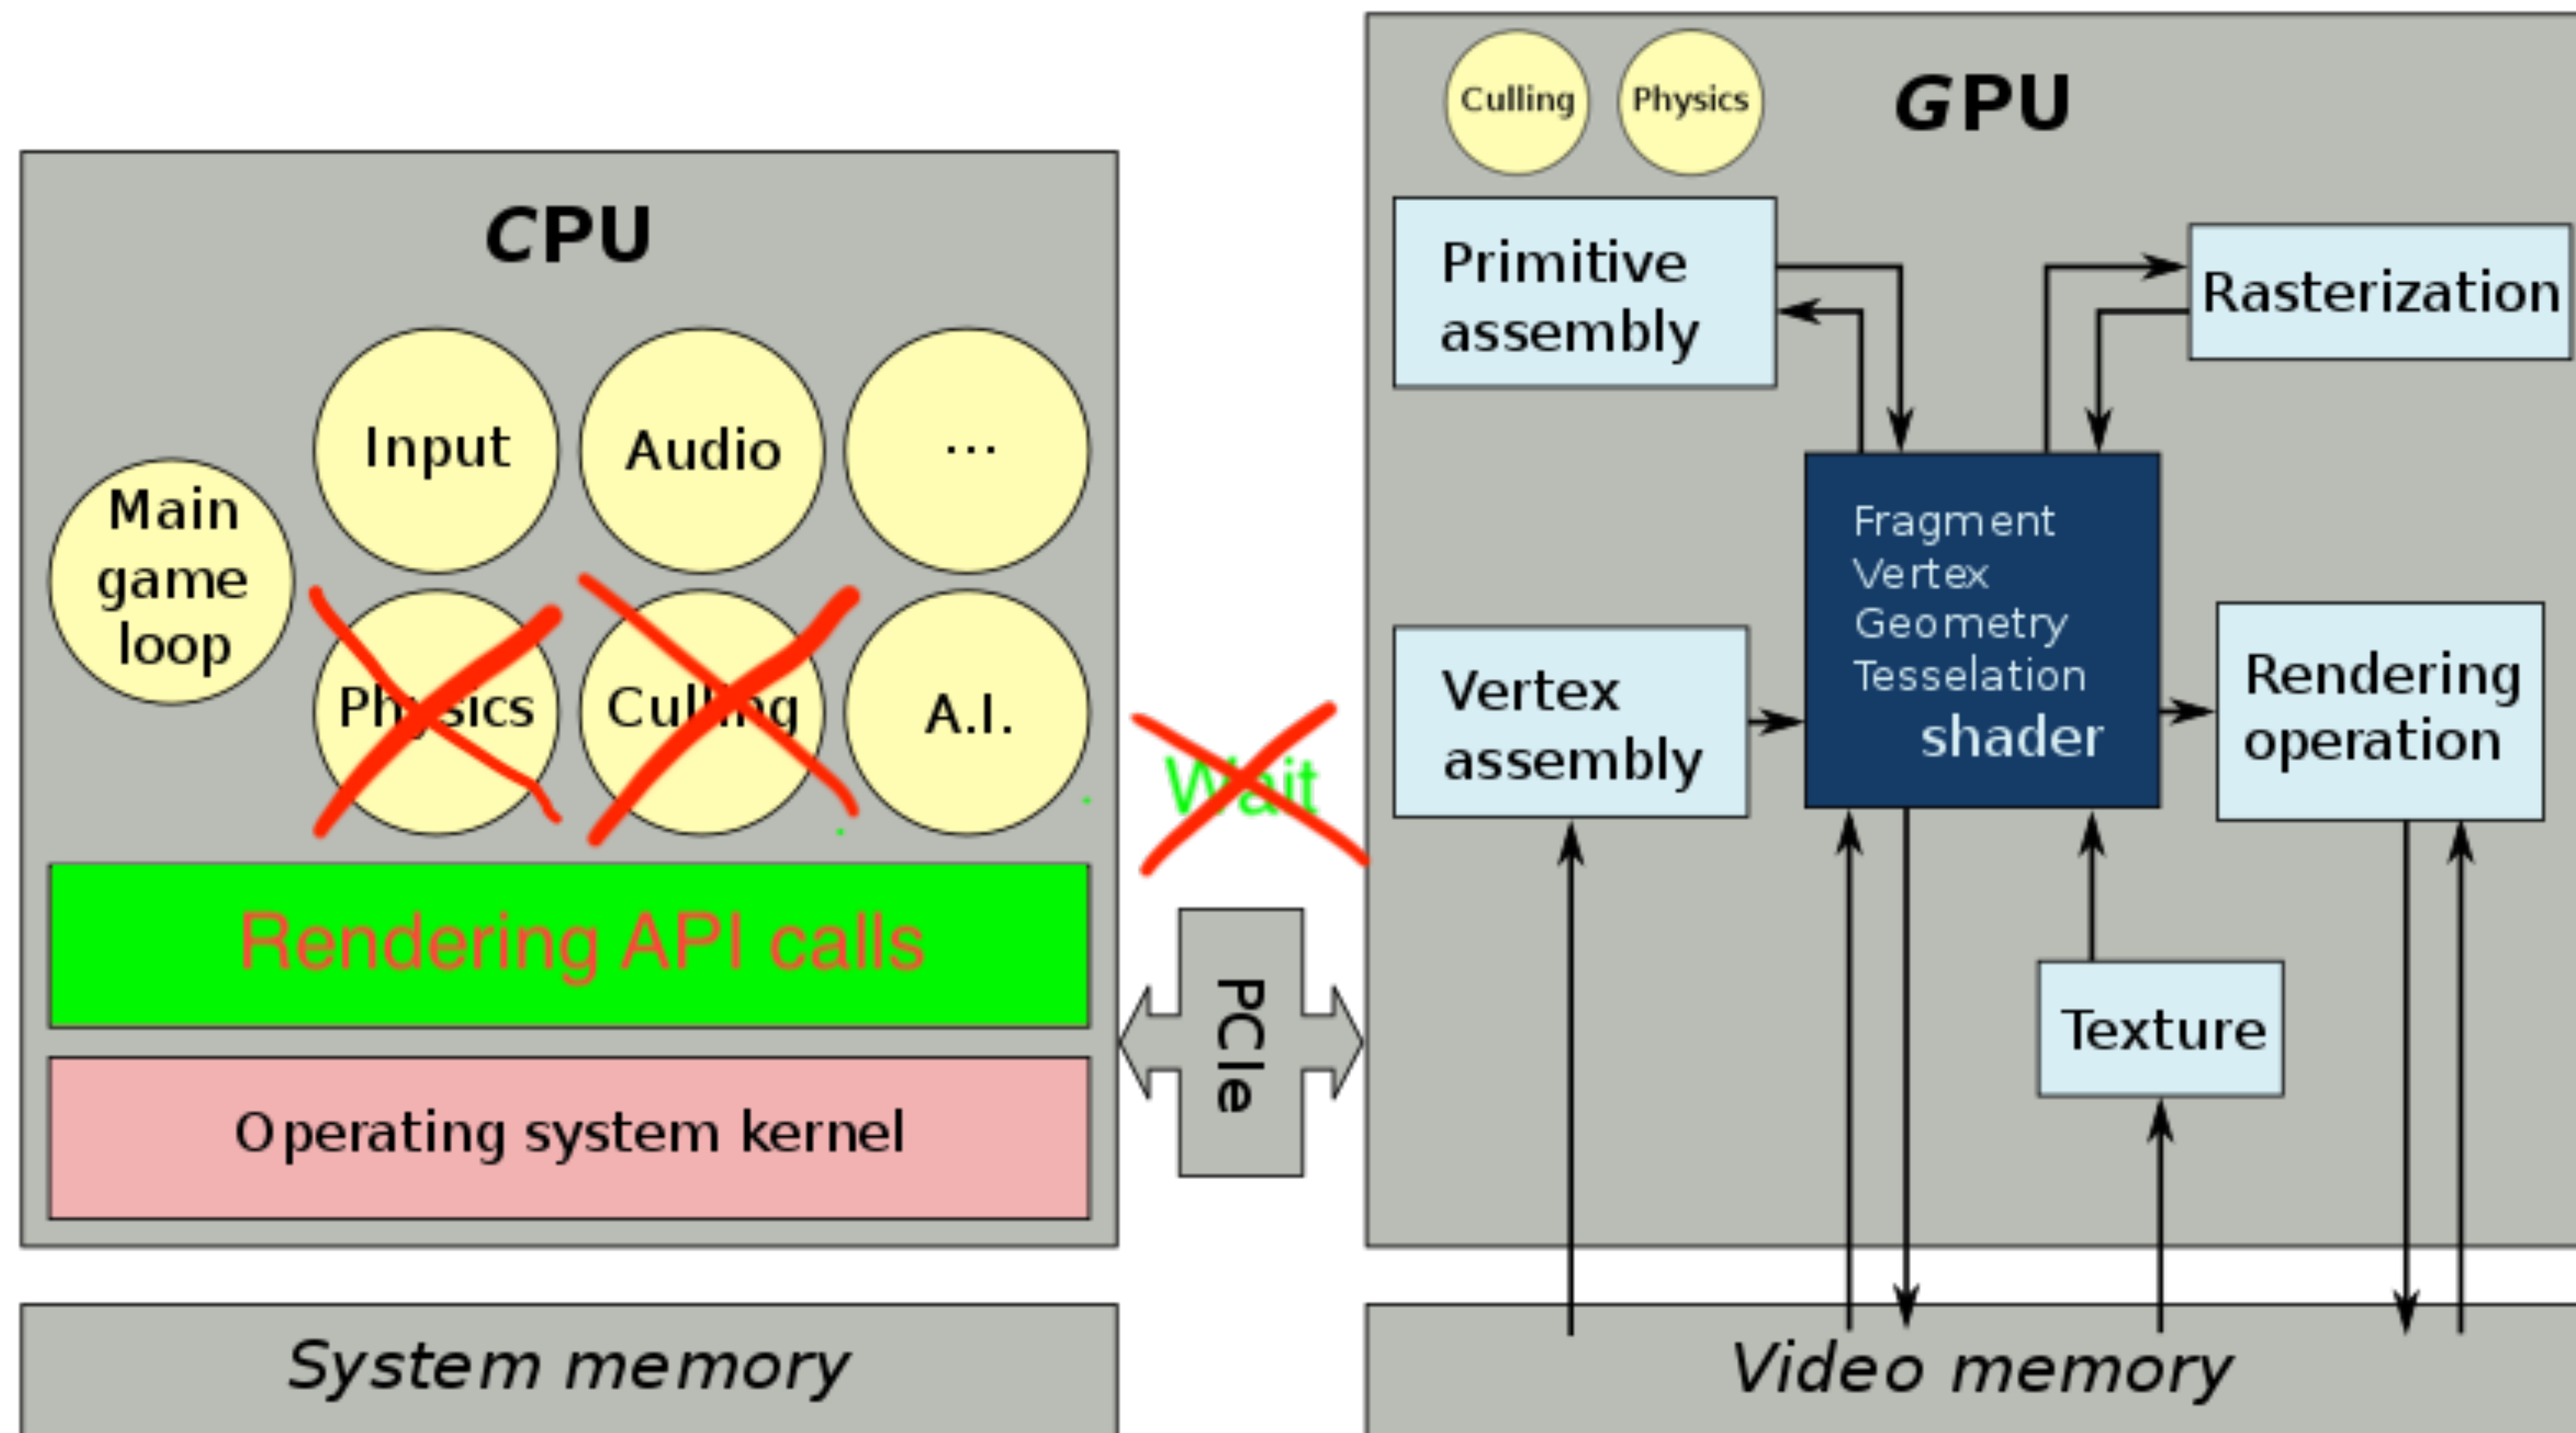 CPU
Input
Audio
...
Main
game
loop
Physics
Culling
A.I.
Rendering API calls
Operating system kernel
System memory
Wait
PCIe
Culling
Physics
GPU
Primitive
assembly
Rasterization
Fragment
Vertex
Geometry
Tesselation
shader
Vertex
assembly
Rendering
operation
Texture
Video memory